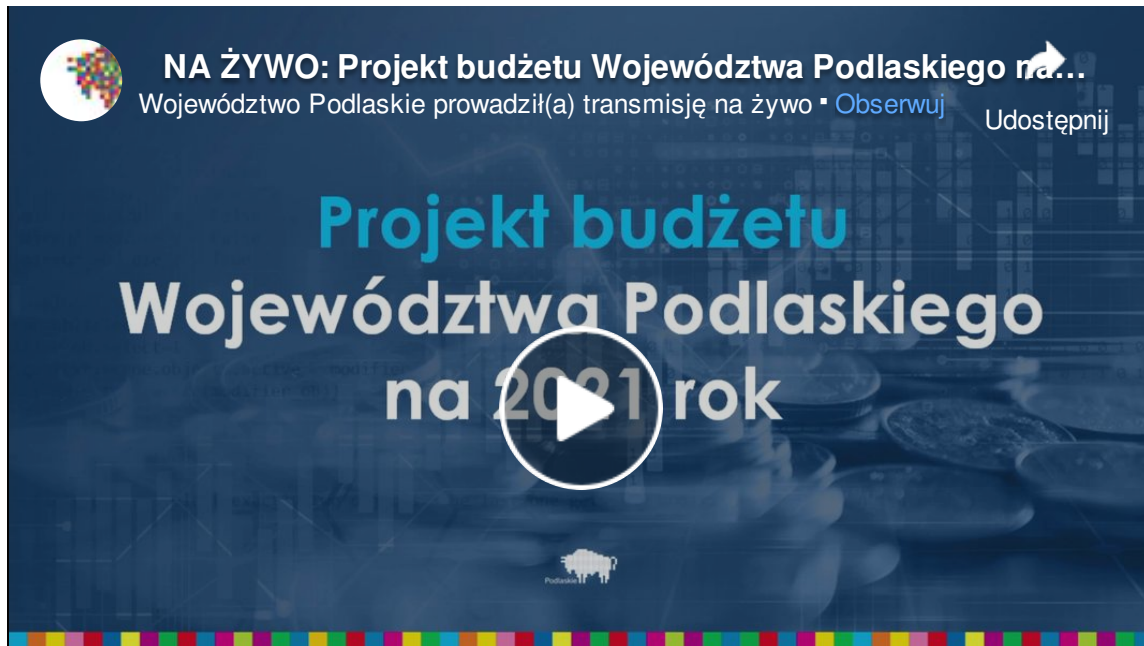 NA ŻYWO: Projekt budżetu Województwa Podlaskiego na...
Województwo Podlaskie prowadził(a) transmisję na żywo · Obserwuj
Udostępnij
Projekt budżetu
Województwa Podlaskiego
na 2021 rok
Podlaskie